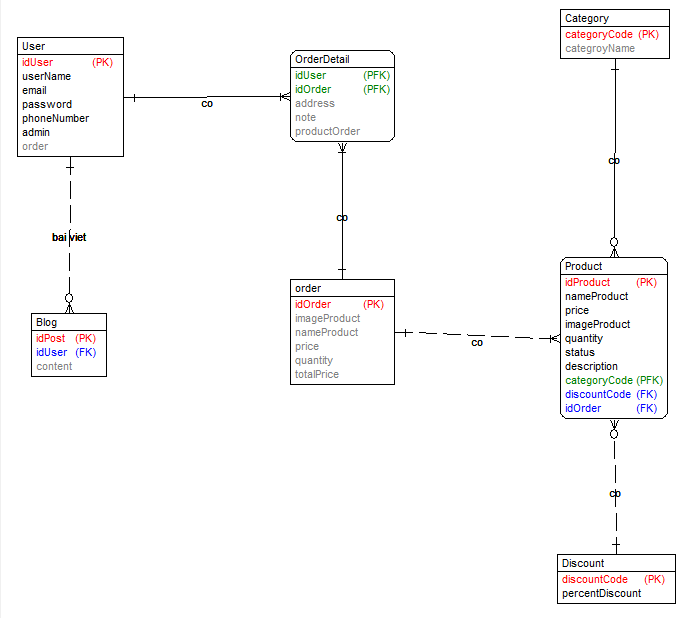 User
idUser (PK)
userName
email
password
phoneNumber
admin
order
co
OrderDetail
idUser (PFK)
idOrder (PFK)
address
note
productOrder
Category
categoryCode (PK)
categroyName
co
bai viet
co
Blog
idPost (PK)
idUser (FK)
content
order
idOrder (PK)
imageProduct
nameProduct
price
quantity
totalPrice
co
Product
idProduct (PK)
nameProduct
price
imageProduct
quantity
status
description
categoryCode (PFK)
discountCode (FK)
idOrder (FK)
co
Discount
discountCode (PK)
percentDiscount